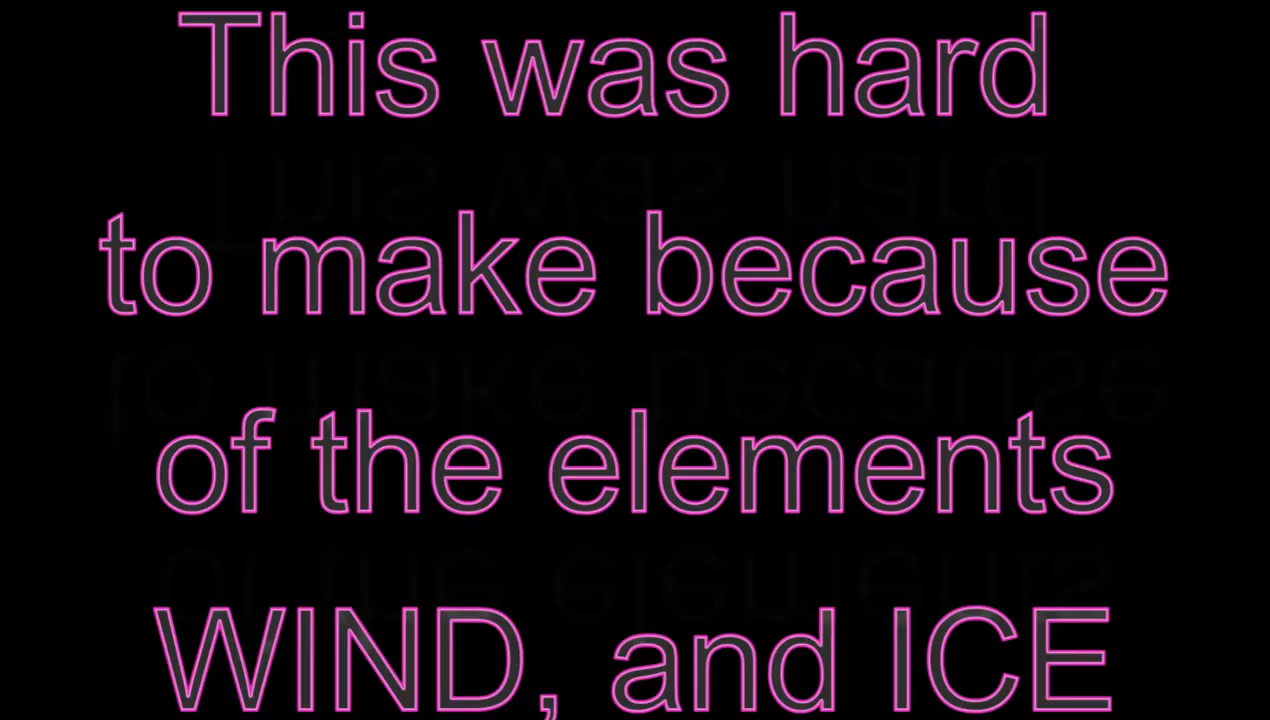 This was hard
to make because
of the elements
WIND, and ICE